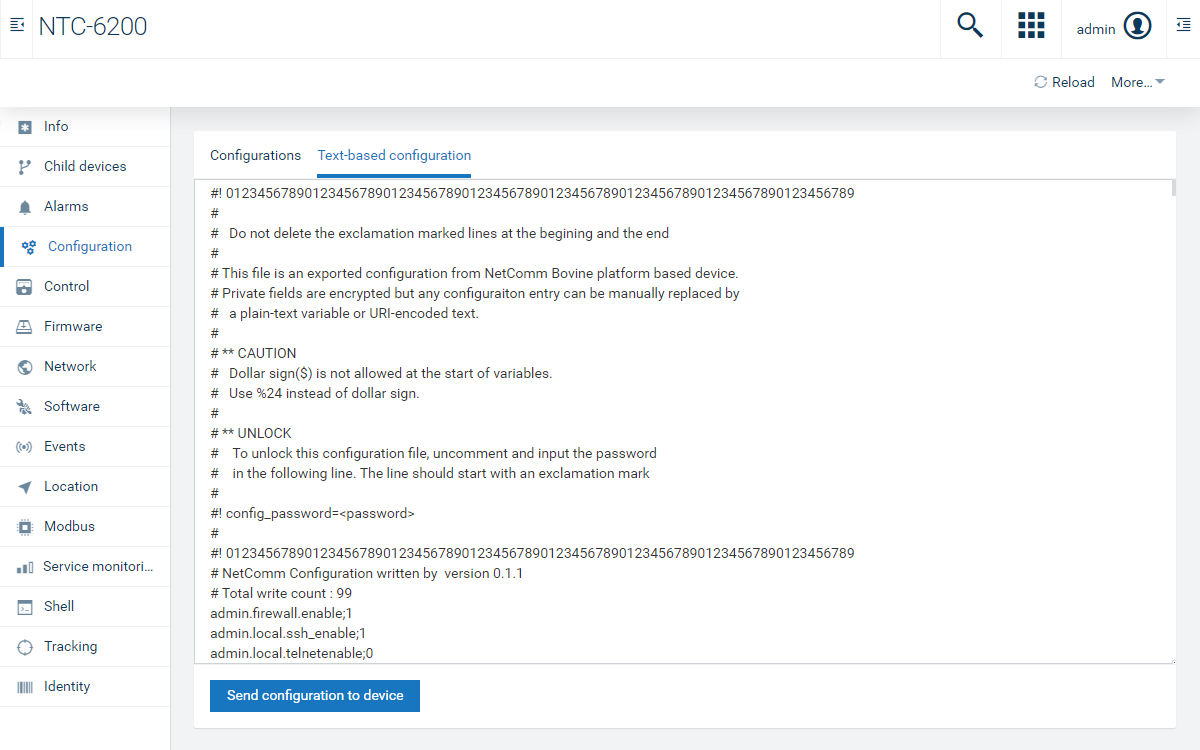 NTC-6200
admin
Reload More...
Info
Child devices
Alarms
Configuration
Control
Firmware
Network
Software
Events
Location
Modbus
Service monitori...
Shell
Tracking
Identity
Configurations Text-based configuration
#! 01234567890123456789012345678901234567890123456789012345678901234567890123456789
#
# Do not delete the exclamation marked lines at the begining and the end
#
# This file is an exported configuration from NetComm Bovine platform based device.
# Private fields are encrypted but any configuraiton entry can be manually replaced by
# a plain-text variable or URI-encoded text.
#
# ** CAUTION
# Dollar sign($) is not allowed at the start of variables.
# Use %24 instead of dollar sign.
#
# ** UNLOCK
# To unlock this configuration file, uncomment and input the password
# in the following line. The line should start with an exclamation mark
#
#! config_password=<password>
#
#! 01234567890123456789012345678901234567890123456789012345678901234567890123456789
# NetComm Configuration written by version 0.1.1
# Total write count : 99
admin.firewall.enable;1
admin.local.ssh_enable;1
admin.local.telnetenable;0
Send configuration to device